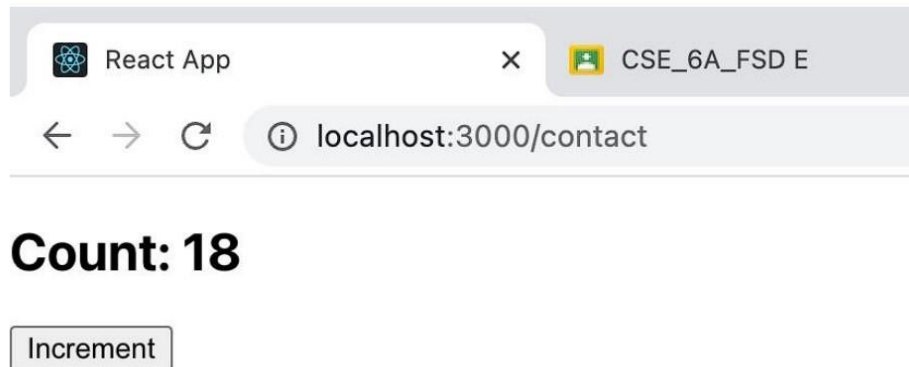 React App
CSE_6A_FSD E
localhost:3000/contact
Count: 18
Increment